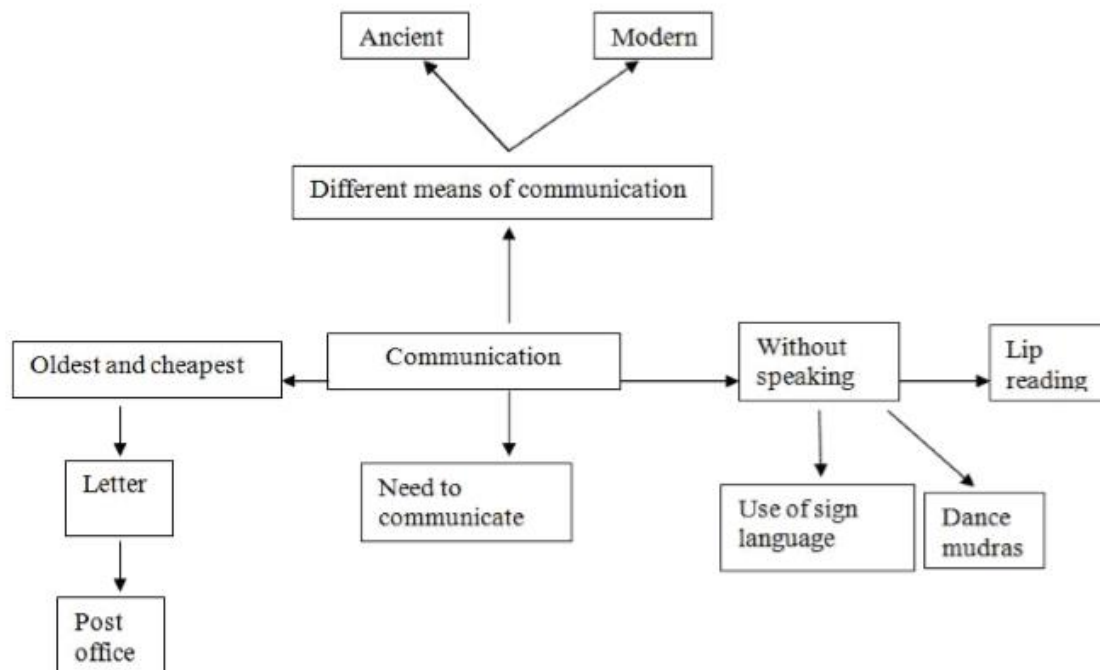 Ancient
Modern
Different means of communication
Oldest and cheapest
Communication
Without
speaking
Lip
reading
Letter
Need to
communicate
Use of sign
language
Dance
mudras
Post
office